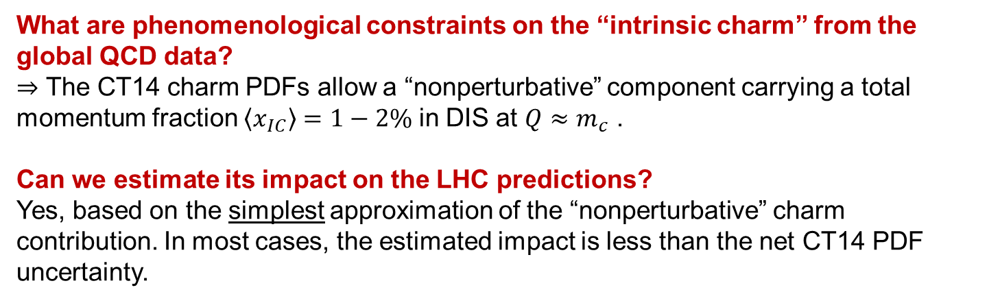 What are phenomenological constraints on the “intrinsic charm” from the
global QCD data?
⇒ The CT14 charm PDFs allow a “nonperturbative” component carrying a total
momentum fraction ⟨x_{IC}⟩ = 1 − 2% in DIS at Q ≈ m_c .
Can we estimate its impact on the LHC predictions?
Yes, based on the simplest approximation of the “nonperturbative” charm
contribution. In most cases, the estimated impact is less than the net CT14 PDF
uncertainty.